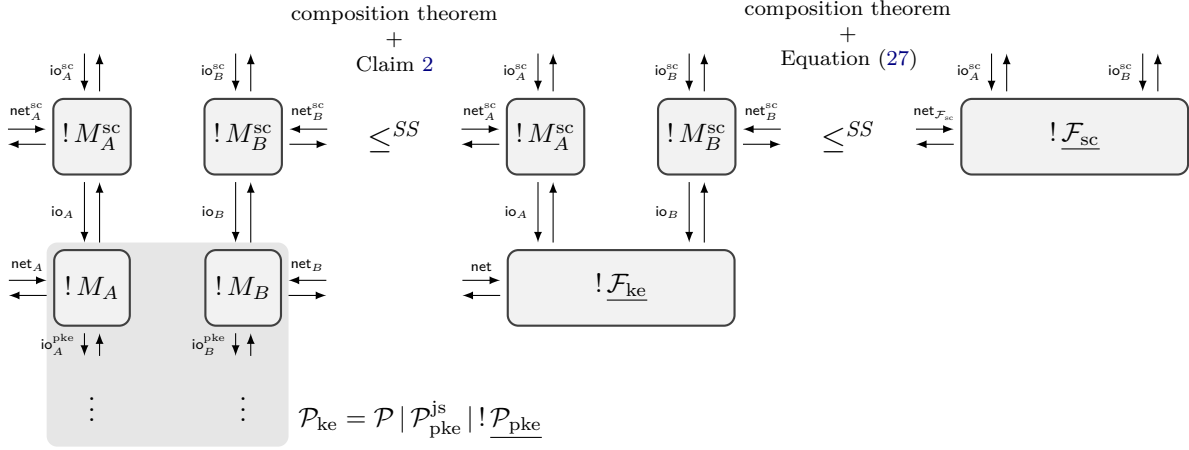 composition theorem
+
Claim 2
composition theorem
+
Equation (27)
io_A^sc
io_B^sc
io_A^sc
io_B^sc
io_A^sc
io_B^sc
net_A^sc
! M_A^sc
! M_B^sc
net_B^sc
≤^SS
net_A^sc
! M_A^sc
! M_B^sc
net_B^sc
≤^SS
net_{ℱ_sc}
! ℱ_sc
io_A
io_B
io_A
io_B
net_A
! M_A
! M_B
net_B
net
! ℱ_ke
io_A^pke
io_B^pke
⋮
⋮
𝒫_ke = 𝒫 | 𝒫_pke^js | ! 𝒫_pke